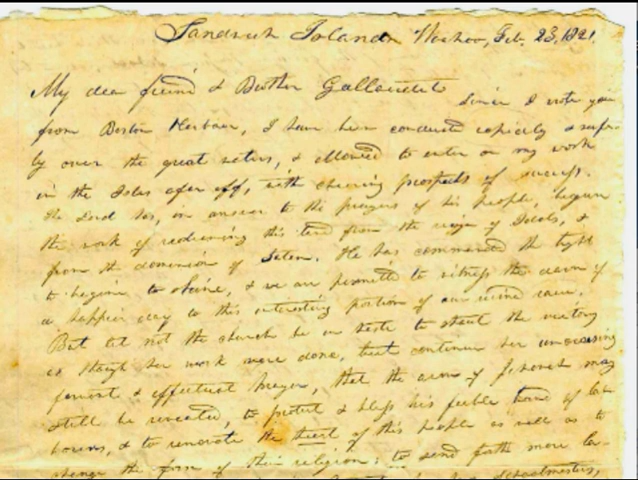 Sandwich Islands Woahoo, Feb. 23, 1821.
My dear friend & Brother Gallaudet
Since I wrote you
from Boston Harbour, I have been conducted rapidly & safe-
ly over the great waters, & allowed to enter on my work
in the Isles afar off, with cheering prospects of success.
The Lord has, in answer to the prayers of his people, begun
the work of redeeming this land from the reign of Idols, &
from the dominion of Satan. He has commanded the light
to begin to shine, & we are permitted to witness the dawn of
a happier day to this interesting portion of our race.
But let not the church be in haste to shout the victory
as though her work were done, but continue her unceasing
fervent & effectual prayer, that the arm of Jehovah may
still be revealed, to protect & bless his feeble band of la-
bourers, & to renovate the heart of this people as well as to
change the form of their religion; to send forth more la-
schoolmasters,